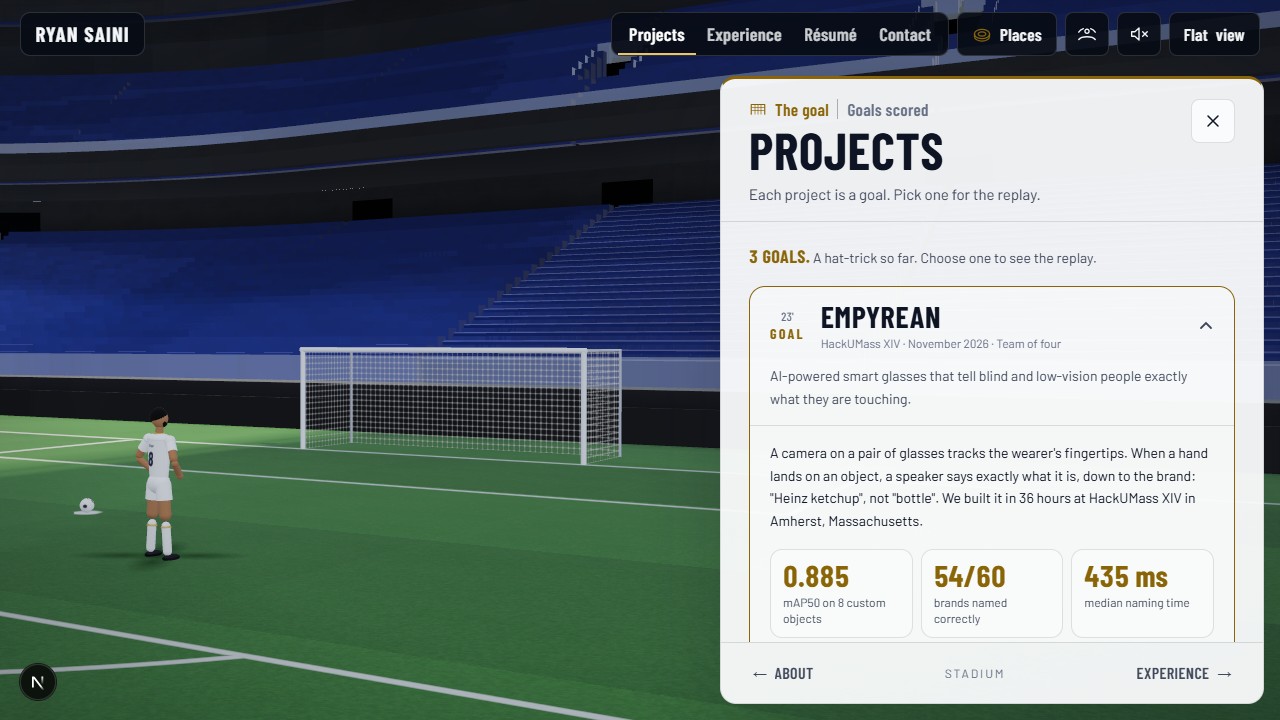 RYAN SAINI
Projects Experience Résumé Contact Places Flat view
The goal Goals scored
PROJECTS
Each project is a goal. Pick one for the replay.
3 GOALS. A hat-trick so far. Choose one to see the replay.
23'
GOAL
EMPYREAN
HackUMass XIV · November 2026 · Team of four
AI-powered smart glasses that tell blind and low-vision people exactly
what they are touching.
A camera on a pair of glasses tracks the wearer's fingertips. When a hand
lands on an object, a speaker says exactly what it is, down to the brand:
"Heinz ketchup", not "bottle". We built it in 36 hours at HackUMass XIV in
Amherst, Massachusetts.
0.885
mAP50 on 8 custom
objects
54/60
brands named
correctly
435 ms
median naming time
← ABOUT
STADIUM
EXPERIENCE →
8
N